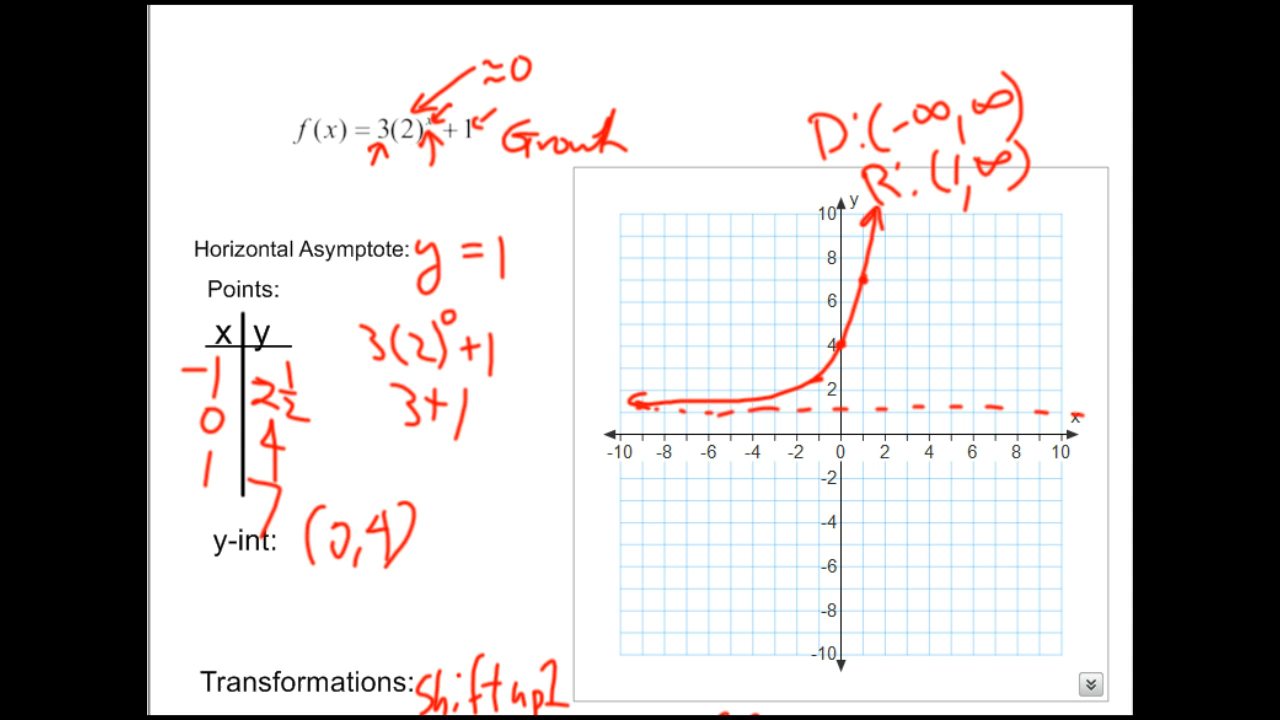 ≈0
f(x) = 3(2)ˣ + 1 Growth
D:(-∞,∞)
R:(1,∞)
Horizontal Asymptote: y = 1
Points:
x y
-1 2 1/2
0 4
1 7
3(2)⁰+1
3+1
y-int: (0,4)
Transformations: Shift up 1
y
10
8
6
4
2
x
-10 -8 -6 -4 -2 0 2 4 6 8 10
-2
-4
-6
-8
-10